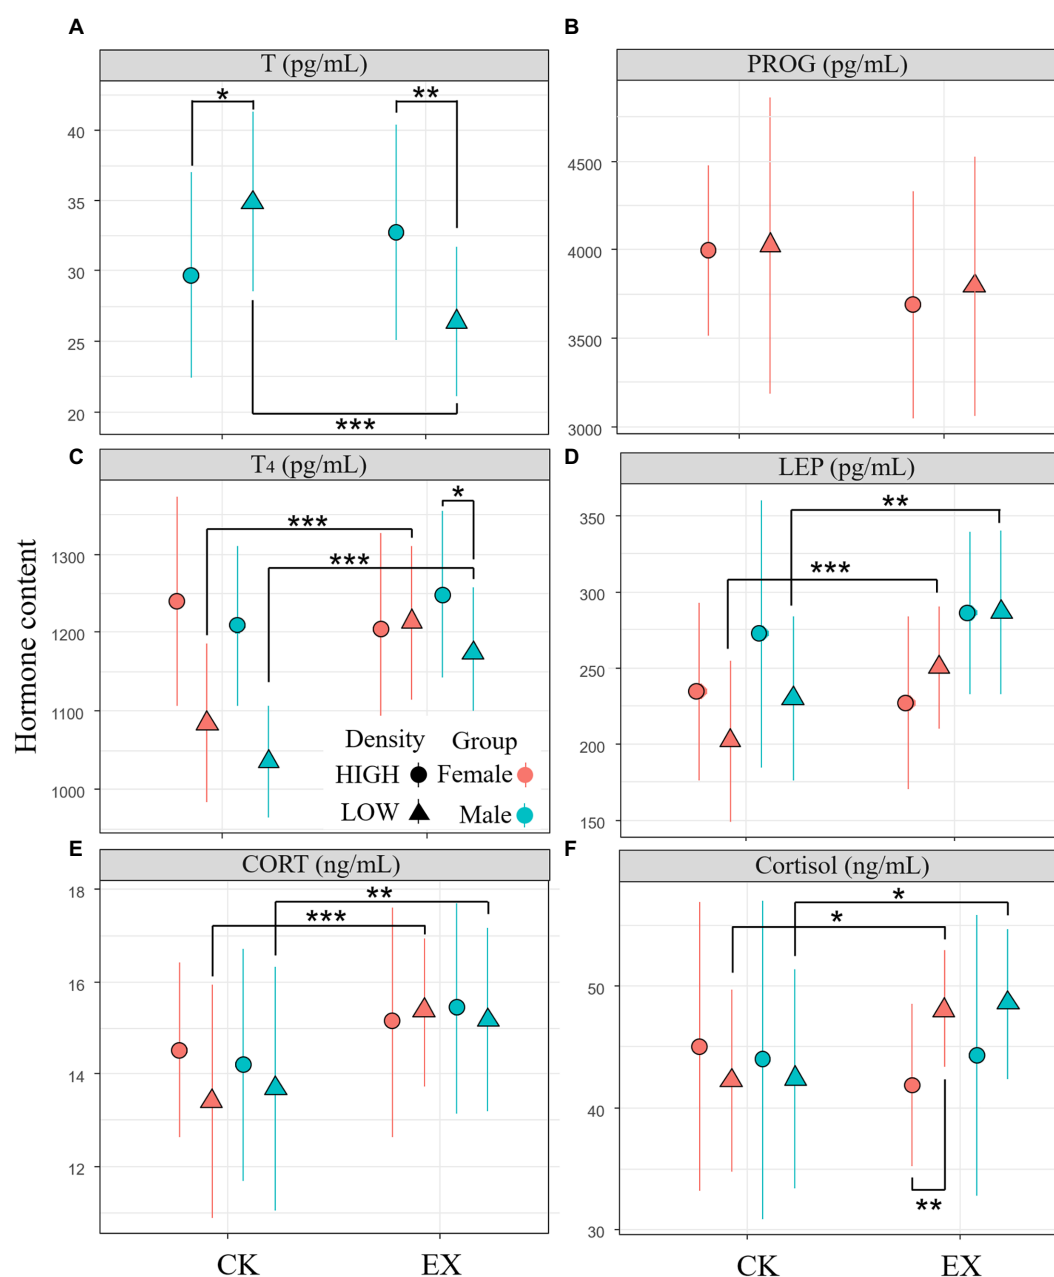 A
B
T (pg/mL)
PROG (pg/mL)
*
**
***
40
35
30
25
20
4500
4000
3500
3000
C
D
T4 (pg/mL)
LEP (pg/mL)
*
***
***
**
***
1300
1200
1100
1000
350
300
250
200
150
Density
Group
HIGH
Female
LOW
Male
Hormone content
E
F
CORT (ng/mL)
Cortisol (ng/mL)
**
***
*
*
**
18
16
14
12
50
40
30
CK
EX
CK
EX